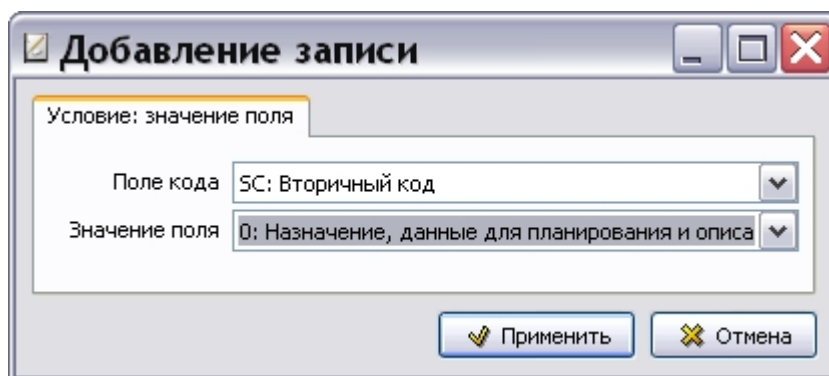 Добавление записи
Условие: значение поля
Поле кода SC: Вторичный код
Значение поля 0: Назначение, данные для планирования и описа
Применить Отмена